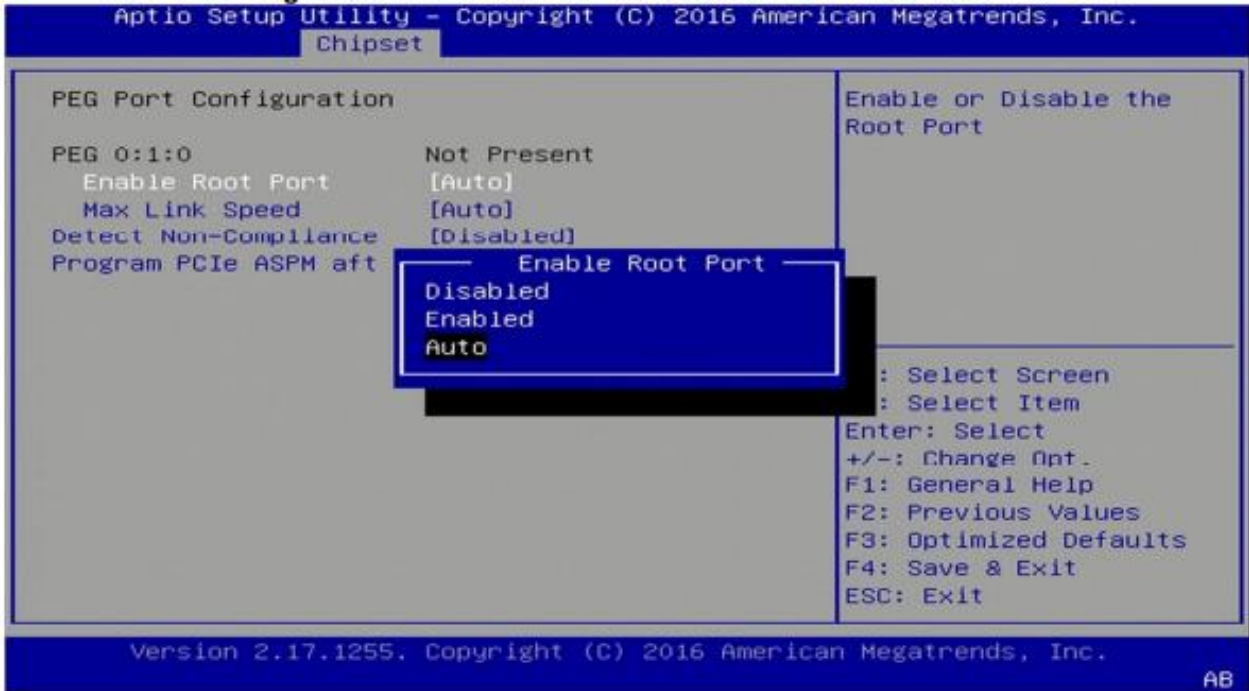 Aptio Setup Utility – Copyright (C) 2016 American Megatrends, Inc.
Chipset
PEG Port Configuration
PEG 0:1:0 Not Present
Enable Root Port [Auto]
Max Link Speed [Auto]
Detect Non-Compliance [Disabled]
Program PCIe ASPM aft
Enable Root Port
Disabled
Enabled
Auto
Enable or Disable the
Root Port
: Select Screen
: Select Item
Enter: Select
+/-: Change Opt.
F1: General Help
F2: Previous Values
F3: Optimized Defaults
F4: Save & Exit
ESC: Exit
Version 2.17.1255. Copyright (C) 2016 American Megatrends, Inc.
AB